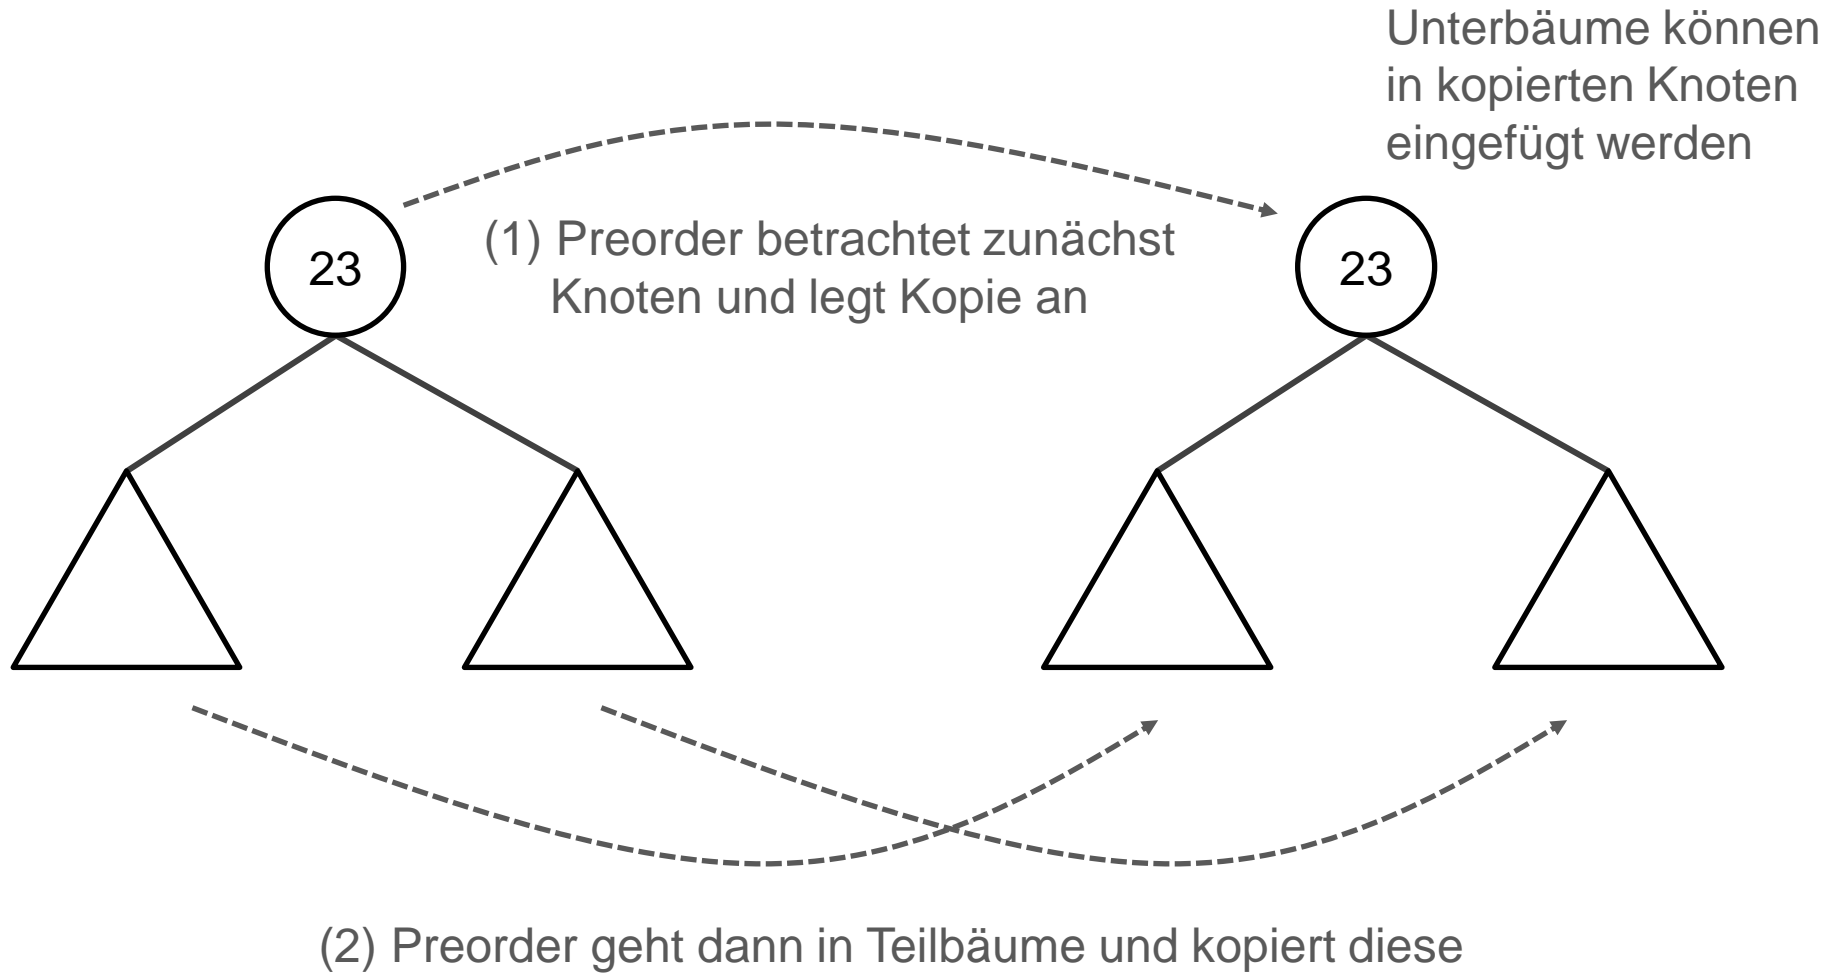 Unterbäume können
in kopierten Knoten
eingefügt werden
(1) Preorder betrachtet zunächst
Knoten und legt Kopie an
23
23
(2) Preorder geht dann in Teilbäume und kopiert diese